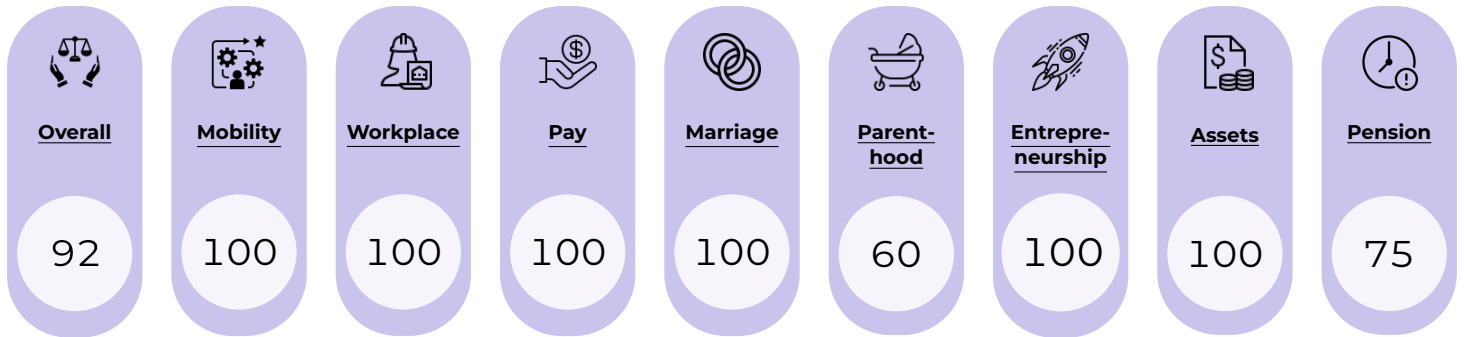 Overall
92
Mobility
100
Workplace
100
Pay
$
100
Marriage
100
Parent-
hood
60
Entrepre-
neurship
100
Assets
$
100
Pension
!
75